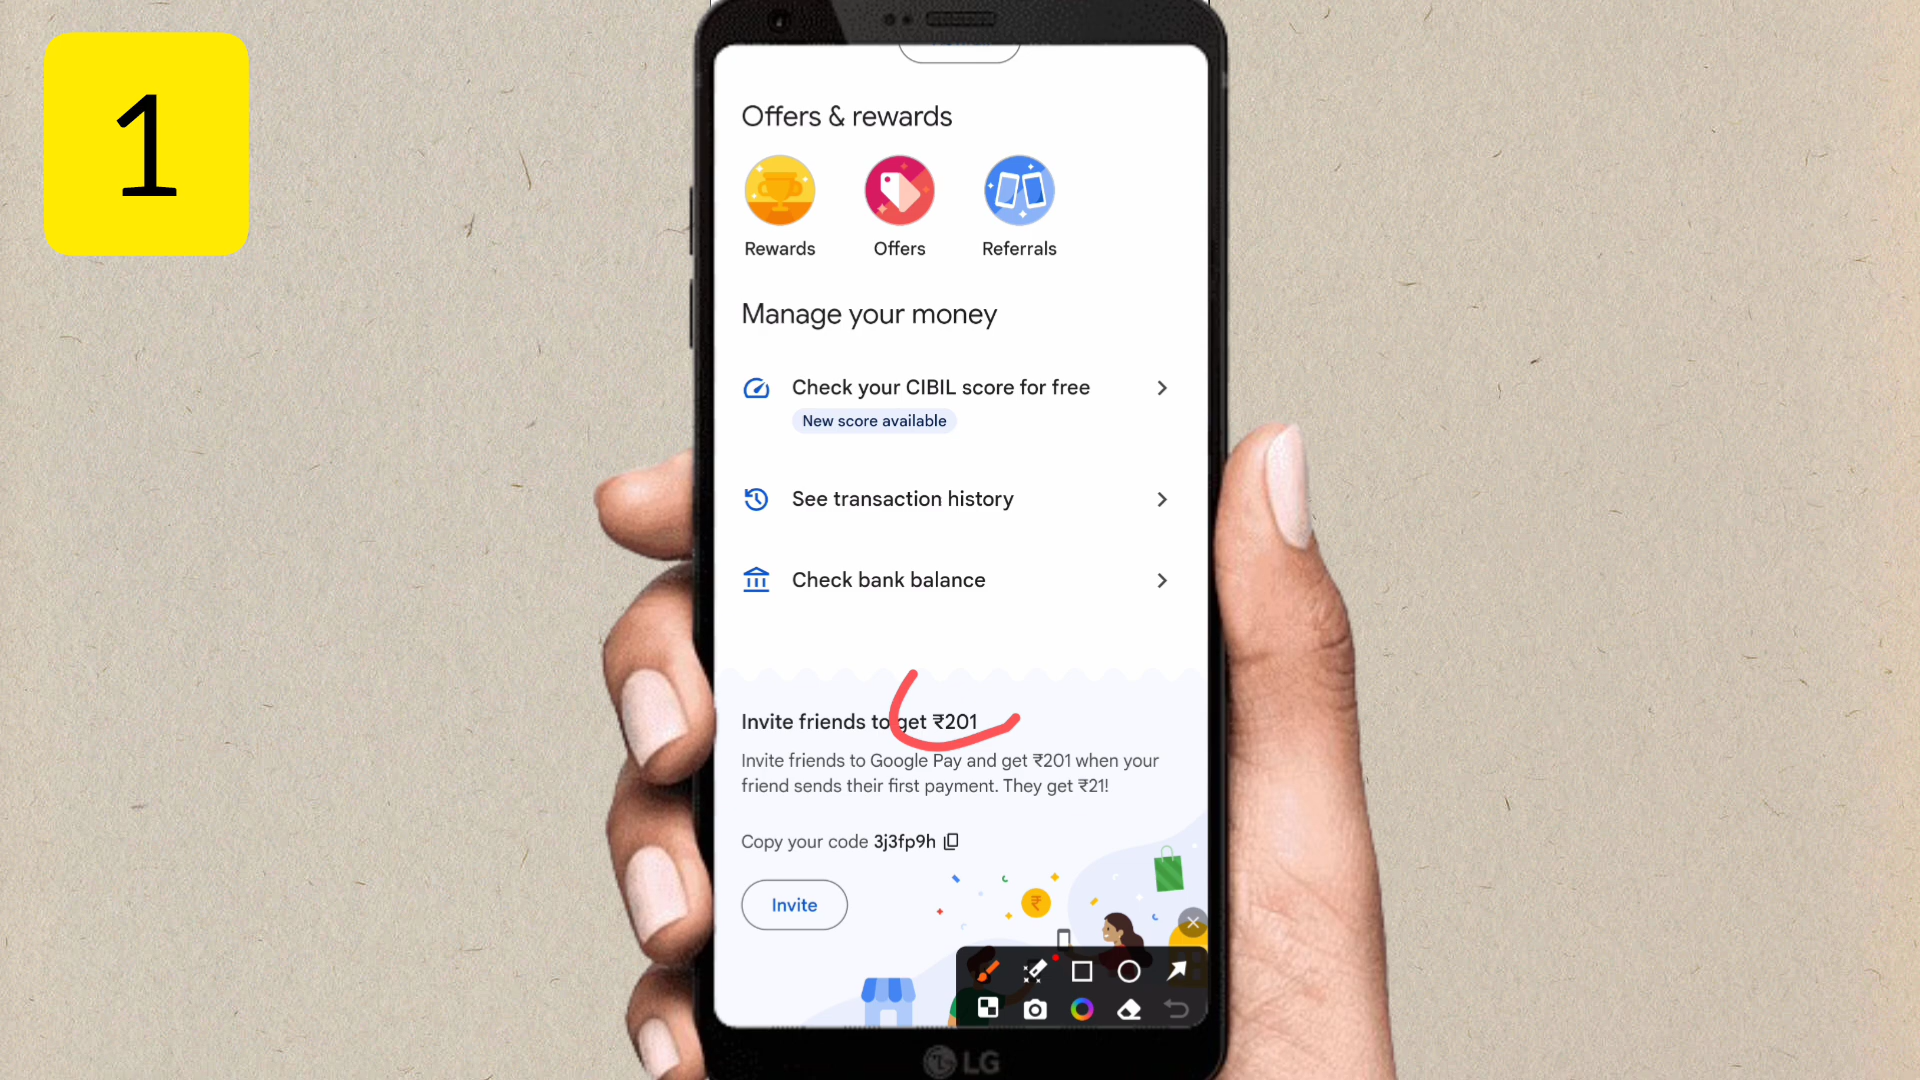 1
Offers & rewards
Rewards Offers Referrals
Manage your money
Check your CIBIL score for free
New score available
See transaction history
Check bank balance
Invite friends to get ₹201
Invite friends to Google Pay and get ₹201 when your
friend sends their first payment. They get ₹21!
Copy your code 3j3fp9h
Invite
LG